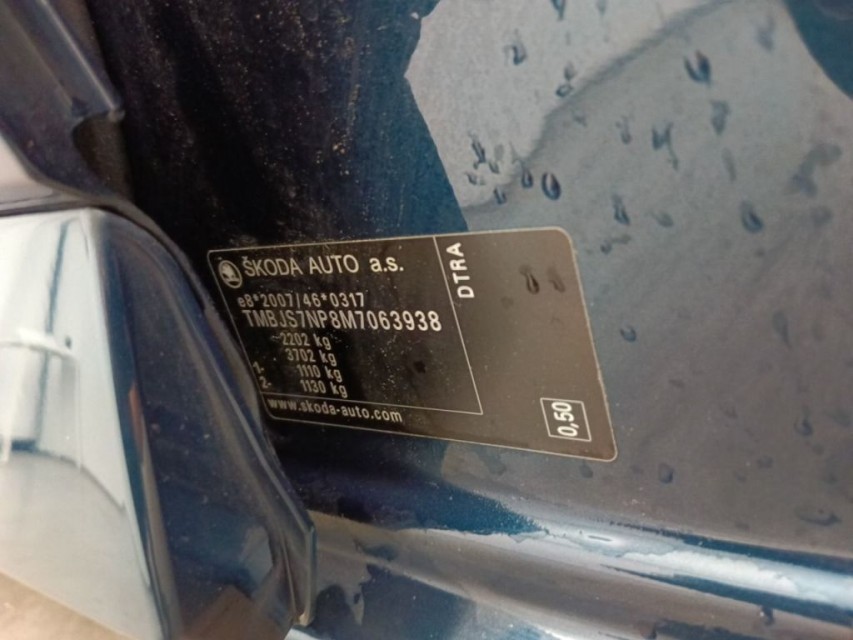 ŠKODA AUTO a.s.
e8*2007/46*0317
TMBJS7NP8M7063938
2202 kg
3702 kg
1- 1110 kg
2- 1130 kg
www.skoda-auto.com
DTRA
0,50